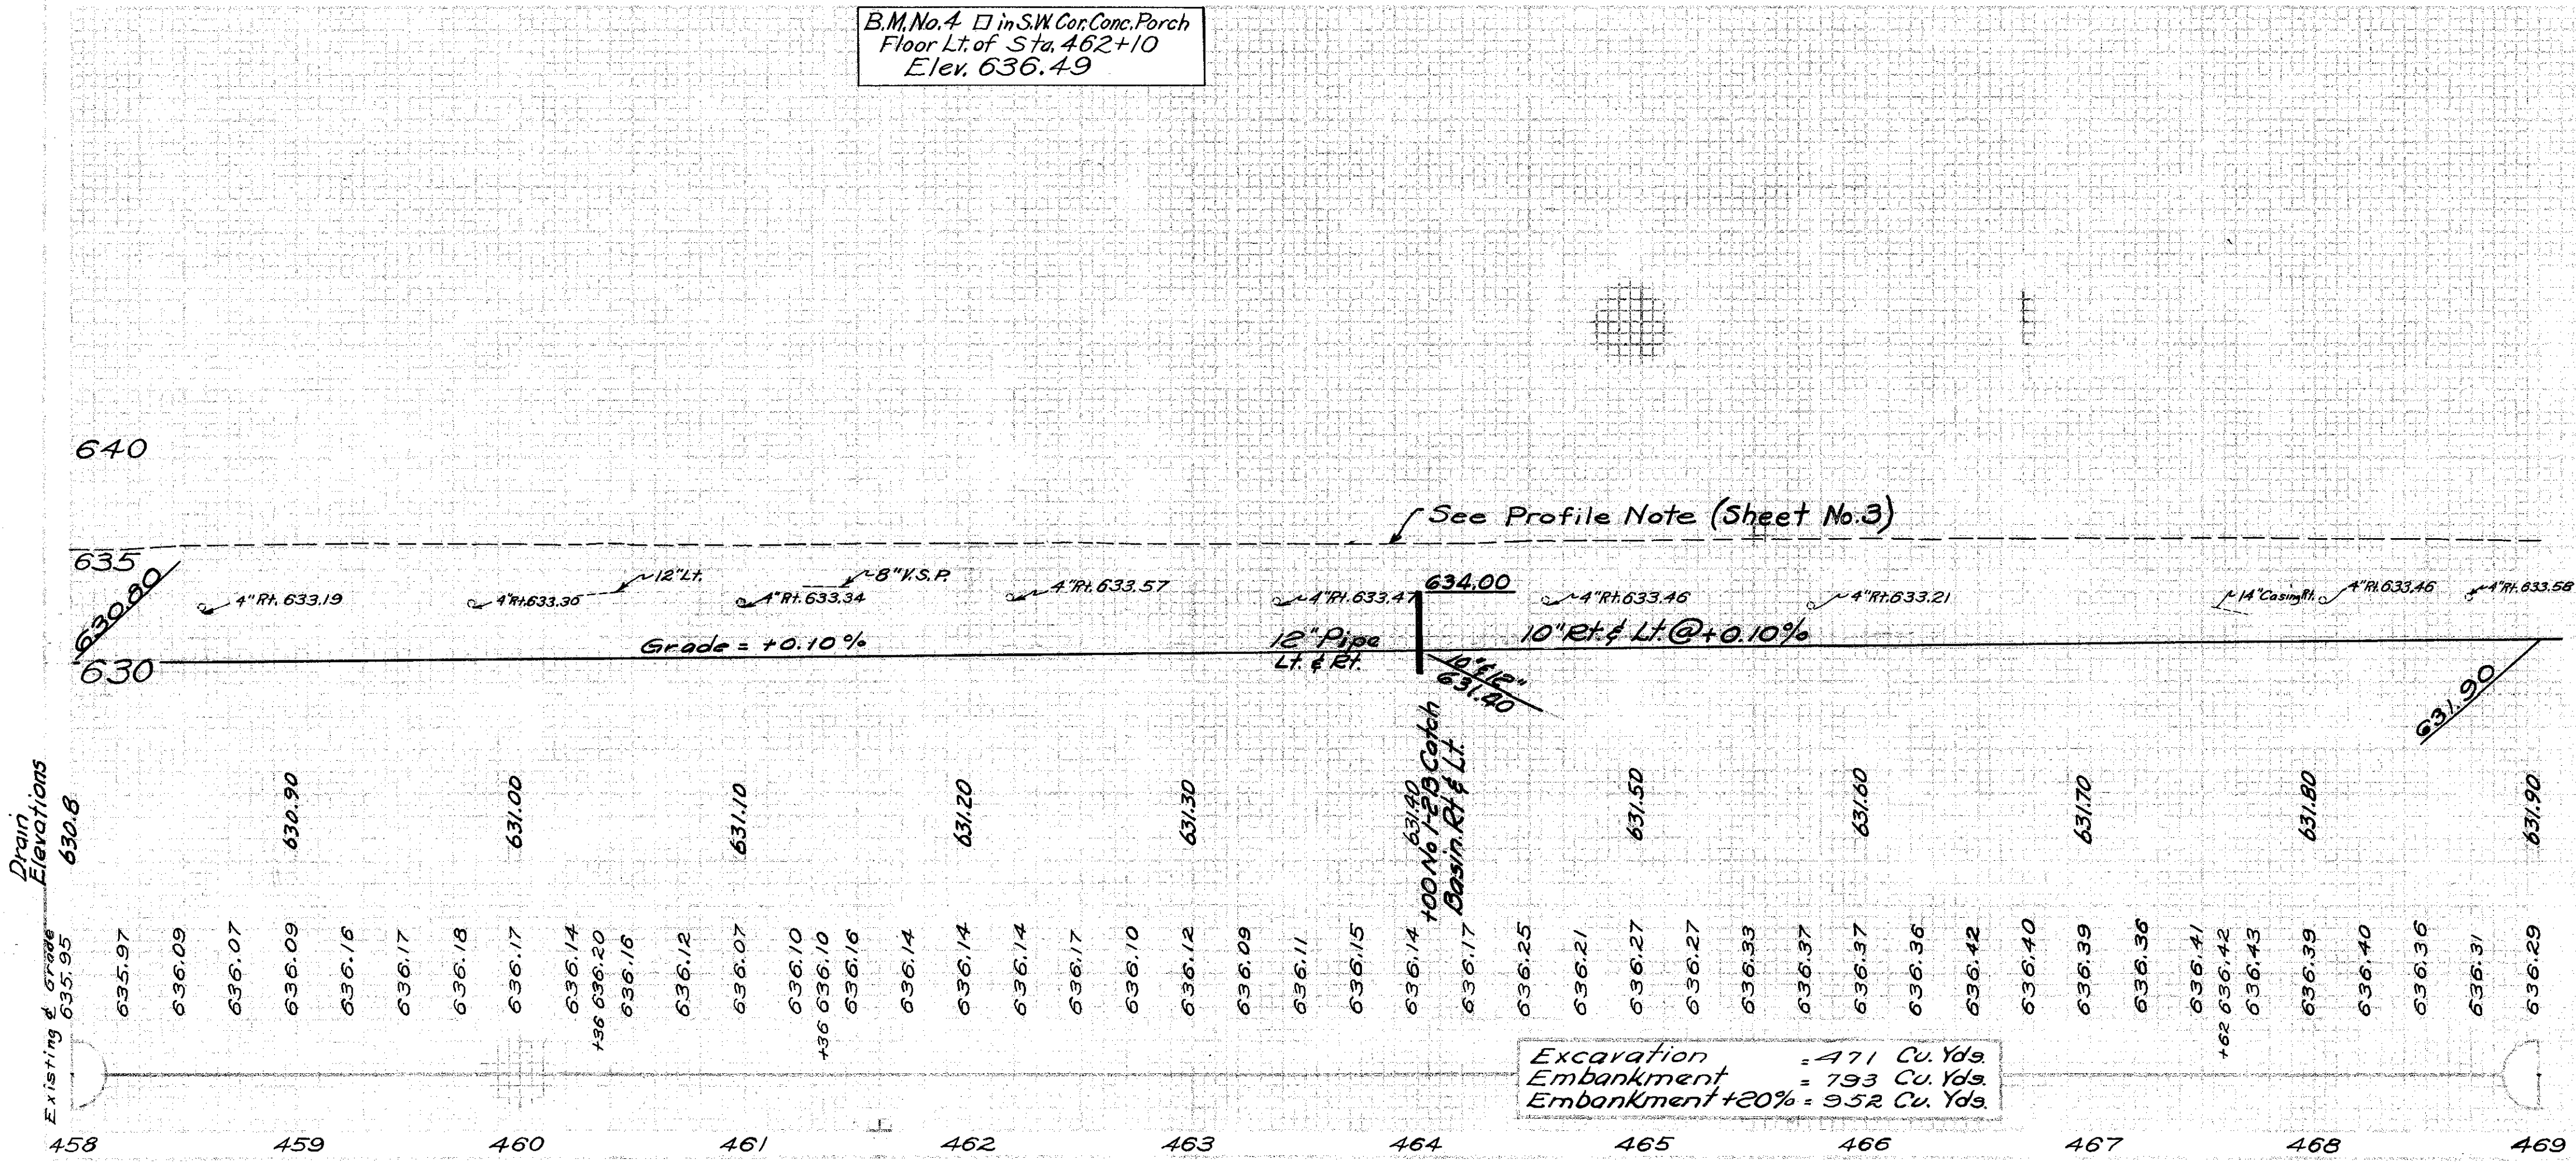 B.M. No. 4 □ in S.W. Cor. Conc. Porch
Floor Lt. of Sta. 462+10
Elev. 636.49
640
See Profile Note (Sheet No. 3)
635
630.80
4" Rt. 633.19
4" Rt. 633.36
12" Lt.
4" Rt. 633.34
8" V.S.P.
4" Rt. 633.57
4" Rt. 633.47
634.00
4" Rt. 633.46
4" Rt. 633.21
14" Casing Rt.
4" Rt. 633.46
4" Rt. 633.58
Grade = +0.10 %
12" Pipe
Lt. & Rt.
10" Rt. & Lt. @ +0.10%
630
10" & 12"
631.40
631.90
Drain
Elevations
630.8
630.90
631.00
631.10
631.20
631.30
631.40
+00 No 1-2B Catch
Basin. Rt & Lt.
631.50
631.60
631.70
631.80
631.90
Existing ₵ Grade
635.95
635.97
636.09
636.07
636.09
636.16
636.17
636.18
636.17
636.14
+36 636.20
636.16
636.12
636.07
636.10
+36 636.10
636.16
636.14
636.14
636.14
636.17
636.10
636.12
636.09
636.11
636.15
636.14
636.17
636.25
636.21
636.27
636.27
636.33
636.37
636.37
636.36
636.42
636.40
636.39
636.36
636.41
+62 636.42
636.43
636.39
636.40
636.36
636.31
636.29
Excavation = 471 Cu. Yds.
Embankment = 793 Cu. Yds.
Embankment +20% = 952 Cu. Yds.
458 459 460 461 462 463 464 465 466 467 468 469